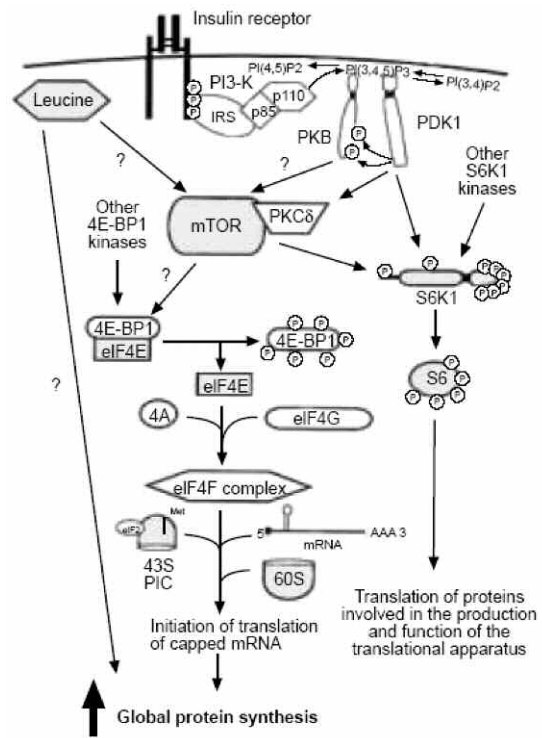 Insulin receptor
PI(4,5)P2
PI(3,4,5)P3
PI(3,4)P2
Leucine
PI3-K
p110
p85
IRS
P
P
P
PKB
P
P
PDK1
?
?
Other
S6K1
kinases
Other
4E-BP1
kinases
mTOR
PKCδ
?
P
P
P
P
P
P
P
P
P
S6K1
4E-BP1
eIF4E
P
P
P
P
P
P
4E-BP1
eIF4E
?
S6
P
P
P
P
P
4A
eIF4G
eIF4F complex
Met
eIF2
43S
PIC
5'
AAA 3
mRNA
60S
Initiation of translation
of capped mRNA
Translation of proteins
involved in the production
and function of the
translational apparatus
Global protein synthesis